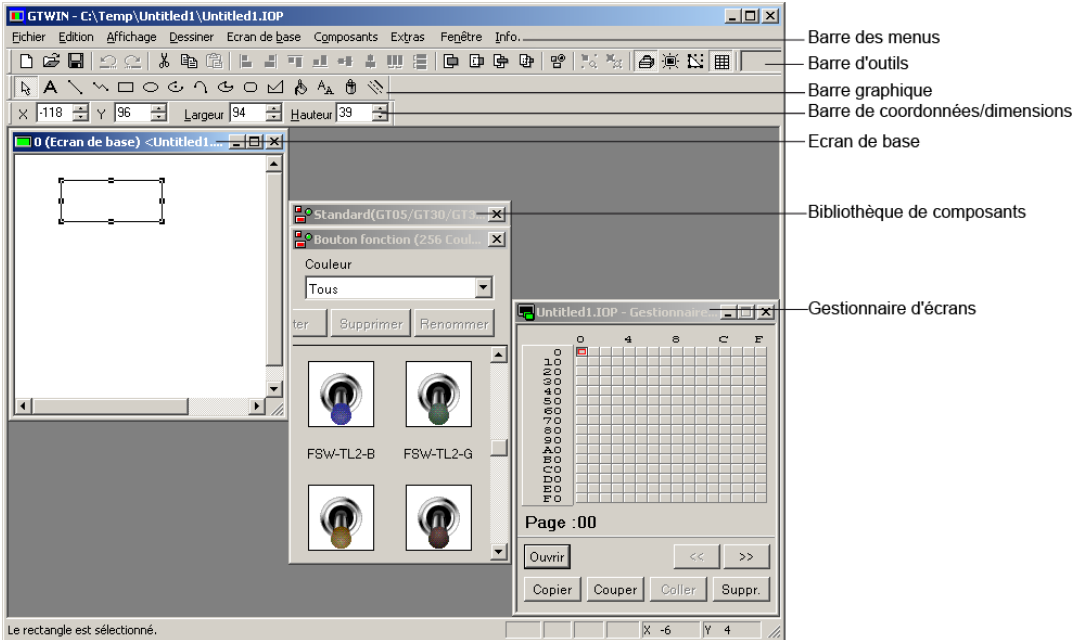 GTWIN - C:\Temp\Untitled1\Untitled1.IOP
Fichier Edition Affichage Dessiner Ecran de base Composants Extras Fenêtre Info.
Barre des menus
Barre d'outils
Barre graphique
X -118 Y 96 Largeur 94 Hauteur 39
Barre de coordonnées/dimensions
0 (Ecran de base) <Untitled1....
Ecran de base
Standard(GT05/GT30/GT3...
Bibliothèque de composants
Bouton fonction (256 Coul...
Couleur
Tous
ter Supprimer Renommer
FSW-TL2-B FSW-TL2-G
Untitled1.IOP - Gestionnaire...
Gestionnaire d'écrans
0 4 8 C F
0
10
20
30
40
50
60
70
80
90
A0
B0
C0
D0
E0
F0
Page :00
Ouvrir << >>
Copier Couper Coller Suppr.
Le rectangle est sélectionné.
X -6 Y 4